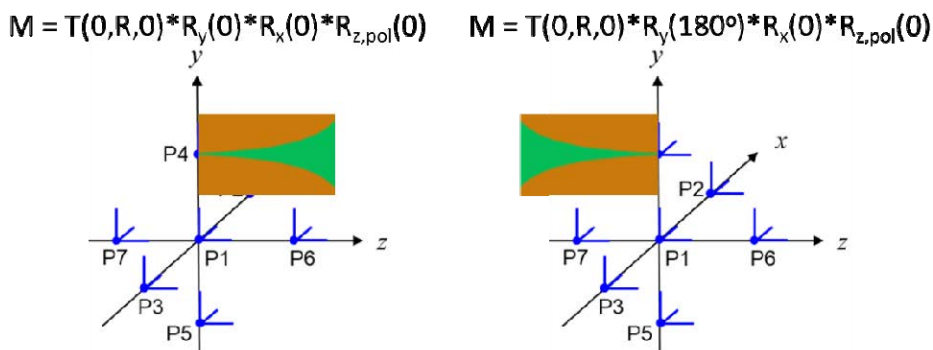 M = T(0,R,0)*Ry(0)*Rx(0)*Rz,pol(0)
y
P4
z
P7
P1
P6
P3
P5
M = T(0,R,0)*Ry(180º)*Rx(0)*Rz,pol(0)
y
x
P2
z
P7
P1
P6
P3
P5